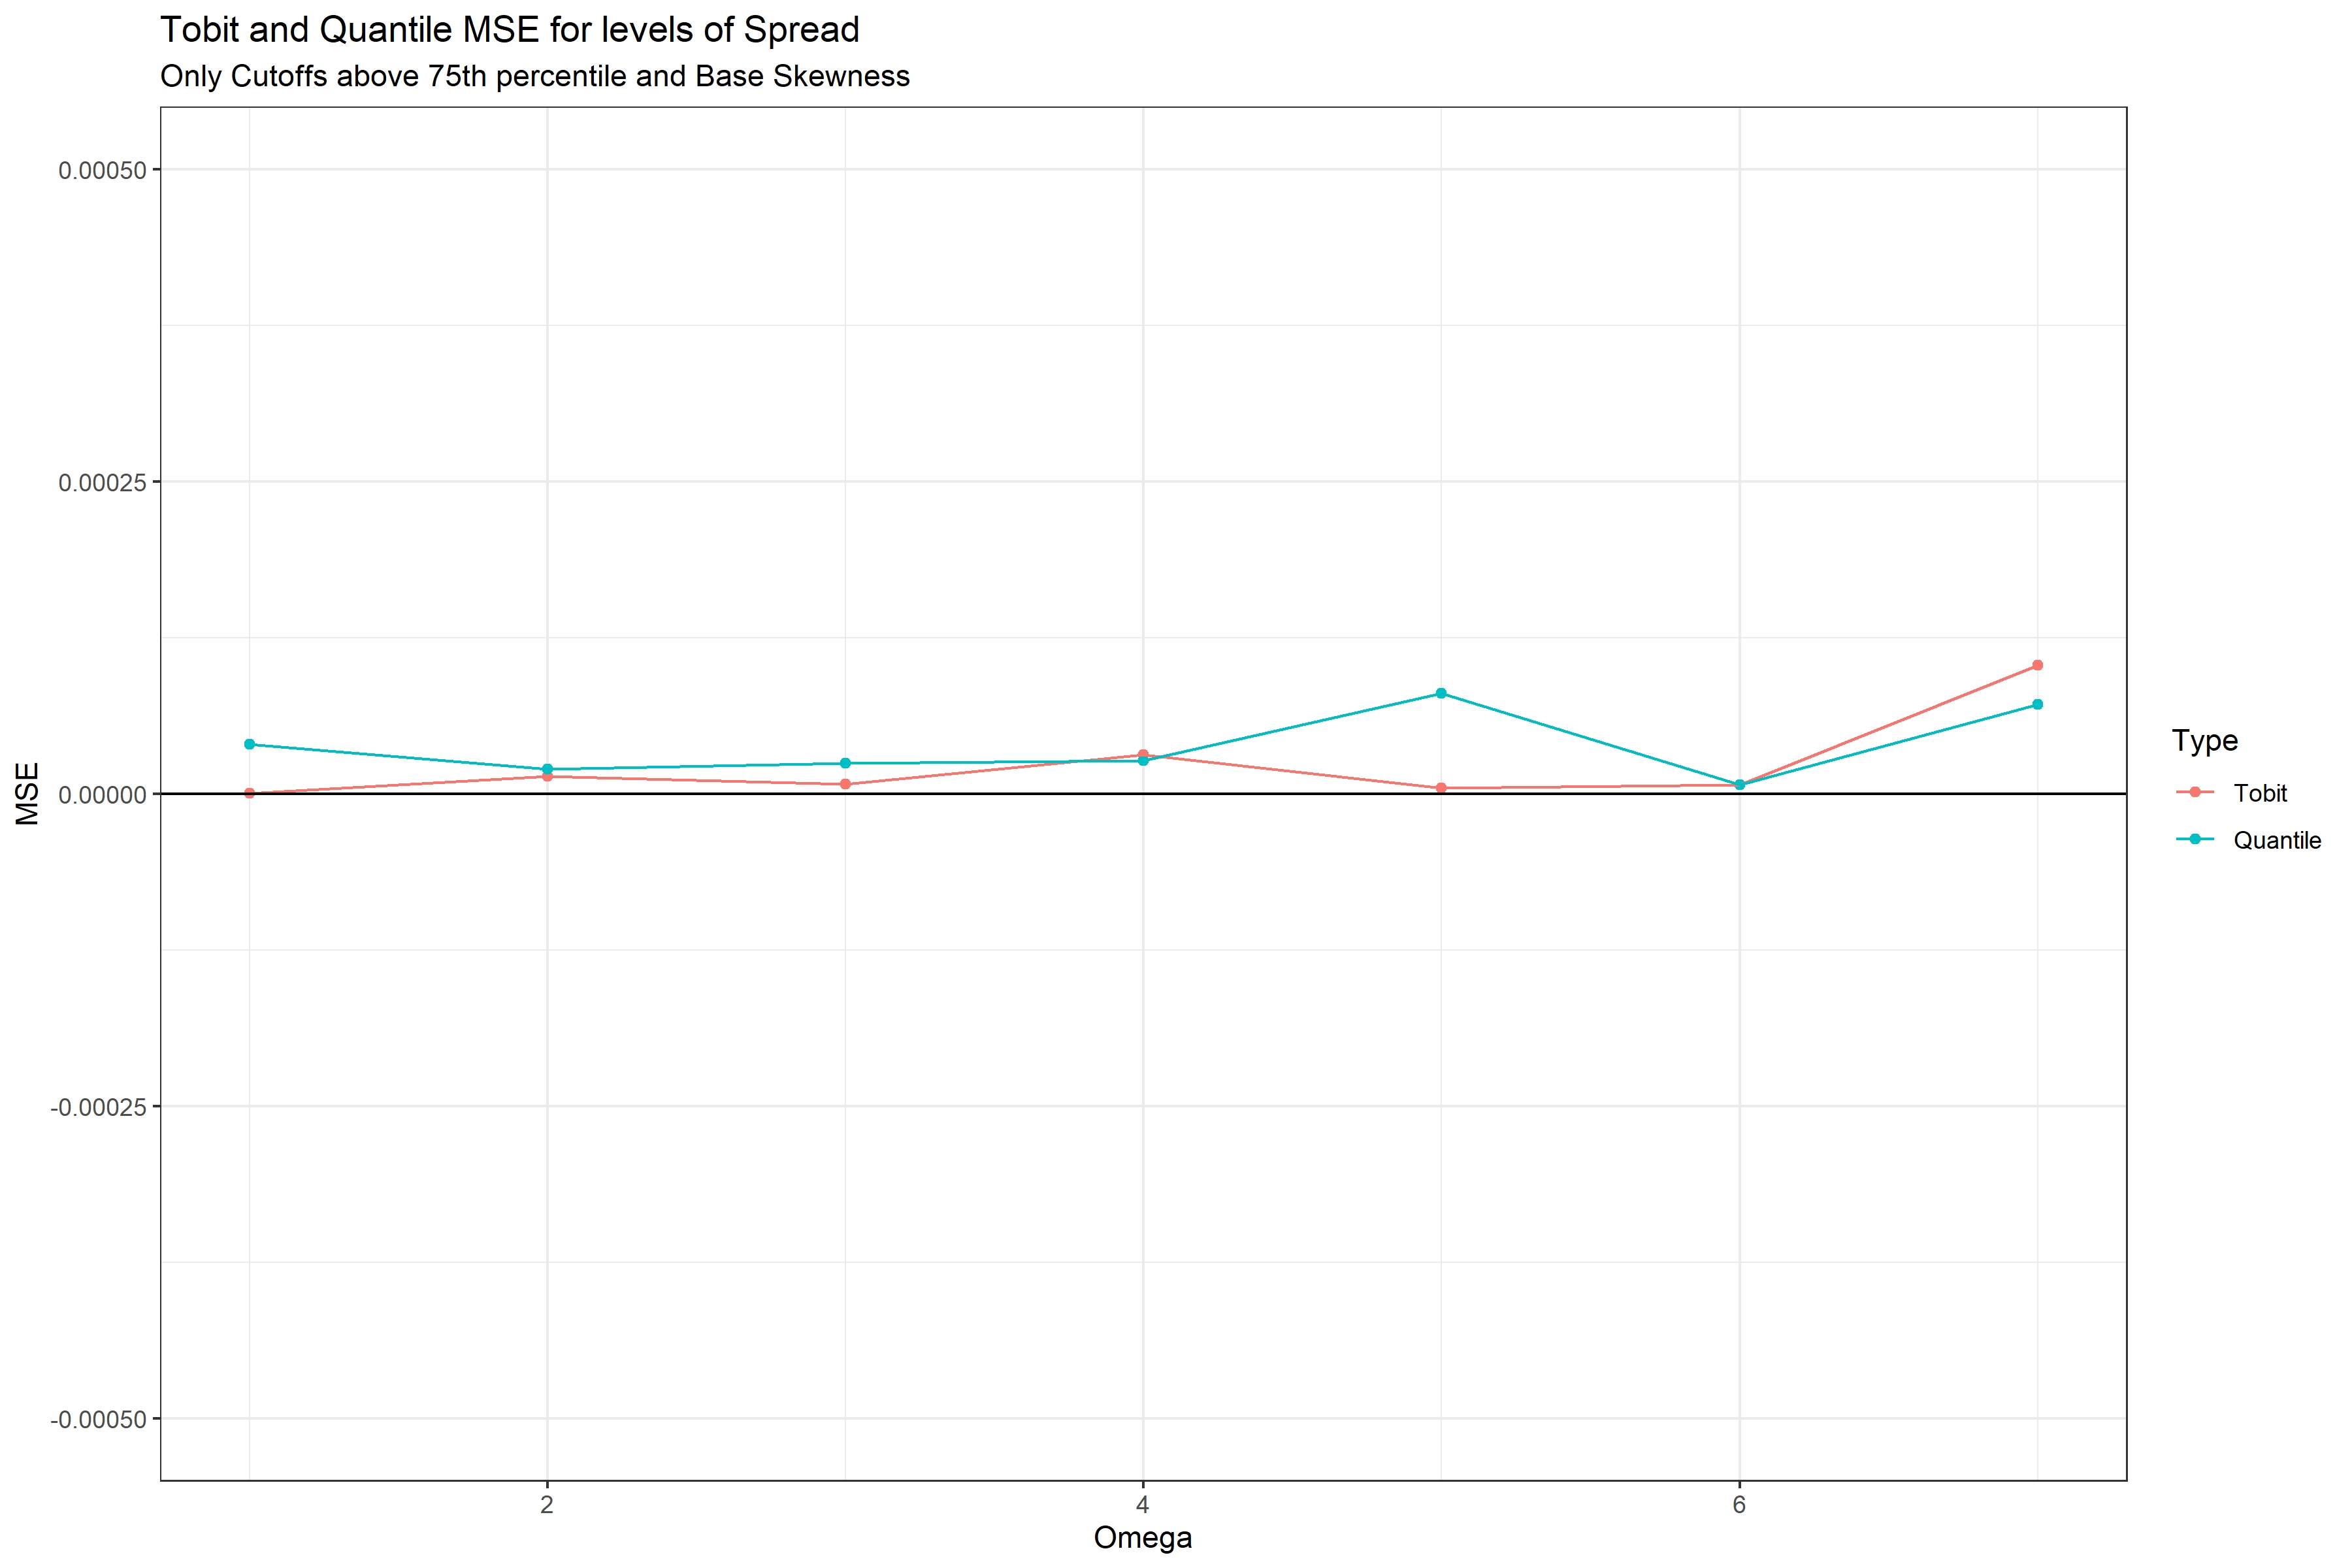 Tobit and Quantile MSE for levels of Spread
Only Cutoffs above 75th percentile and Base Skewness
0.00050
0.00025
0.00000
-0.00025
-0.00050
MSE
2
4
6
Omega
Type
Tobit
Quantile